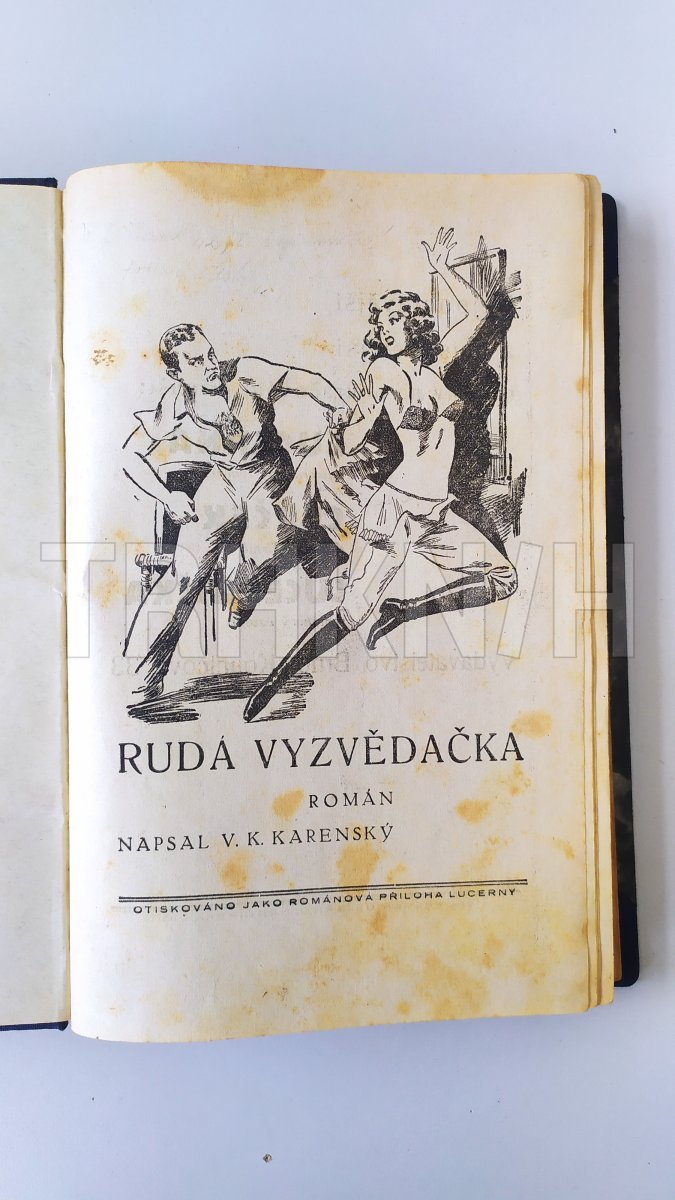 RUDÁ VYZVĚDAČKA
ROMÁN
NAPSAL V. K. KARENSKÝ
OTISKOVÁNO JAKO ROMÁNOVÁ PŘÍLOHA LUCERNY